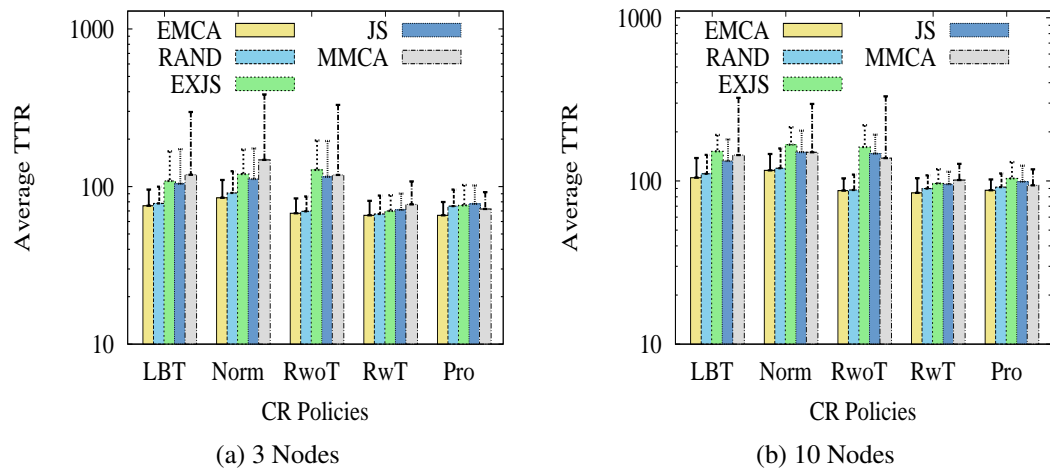 1000
100
10
Average TTR
EMCA
RAND
EXJS
JS
MMCA
LBT Norm RwoT RwT Pro
CR Policies
(a) 3 Nodes
1000
100
10
Average TTR
EMCA
RAND
EXJS
JS
MMCA
LBT Norm RwoT RwT Pro
CR Policies
(b) 10 Nodes